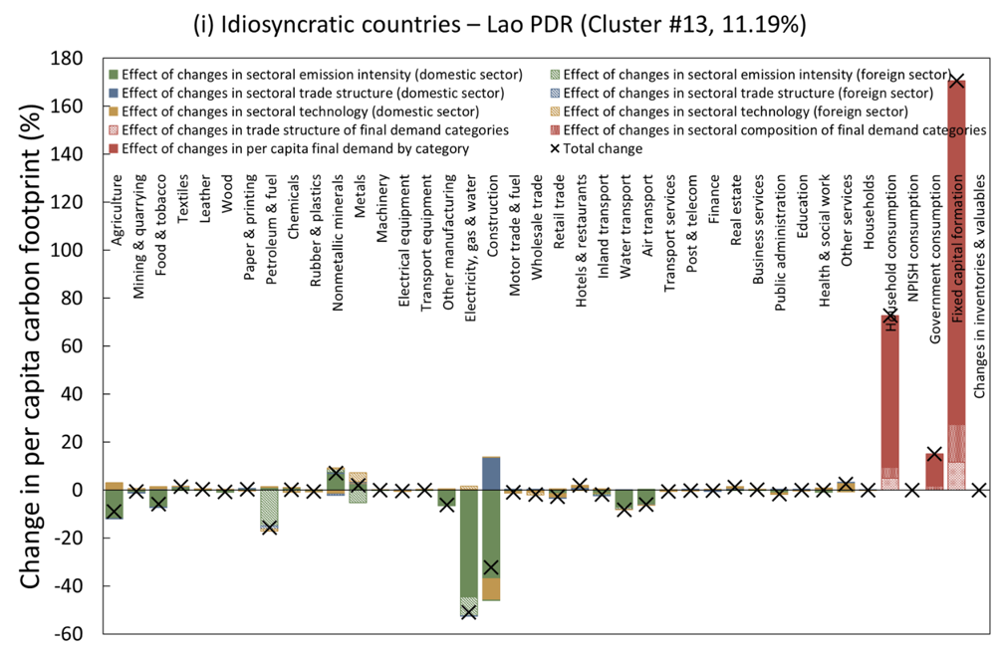 (i) Idiosyncratic countries – Lao PDR (Cluster #13, 11.19%)
Change in per capita carbon footprint (%)
180
160
140
120
100
80
60
40
20
0
-20
-40
-60
Effect of changes in sectoral emission intensity (domestic sector)
Effect of changes in sectoral emission intensity (foreign sector)
Effect of changes in sectoral trade structure (domestic sector)
Effect of changes in sectoral trade structure (foreign sector)
Effect of changes in sectoral technology (domestic sector)
Effect of changes in sectoral technology (foreign sector)
Effect of changes in trade structure of final demand categories
Effect of changes in sectoral composition of final demand categories
Effect of changes in per capita final demand by category
Total change
Agriculture
Mining & quarrying
Food & tobacco
Textiles
Leather
Wood
Paper & printing
Petroleum & fuel
Chemicals
Rubber & plastics
Nonmetallic minerals
Metals
Machinery
Electrical equipment
Transport equipment
Other manufacturing
Electricity, gas & water
Construction
Motor trade & fuel
Wholesale trade
Retail trade
Hotels & restaurants
Inland transport
Water transport
Air transport
Transport services
Post & telecom
Finance
Real estate
Business services
Public administration
Education
Health & social work
Other services
Households
Household consumption
NPISH consumption
Government consumption
Fixed capital formation
Changes in inventories & valuables